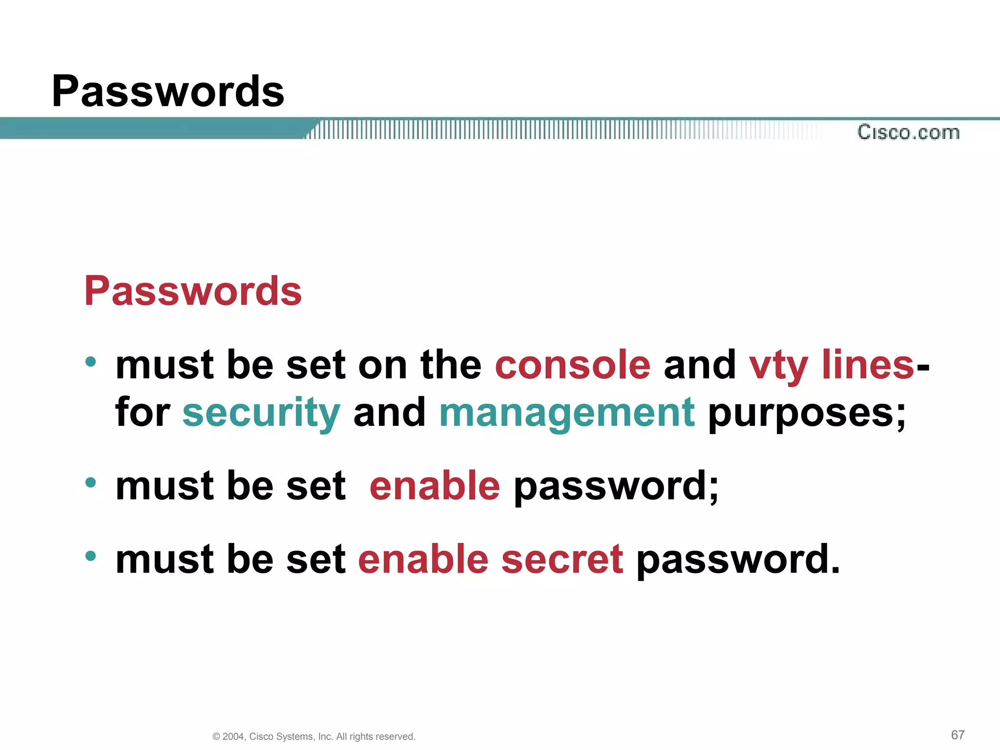 Passwords
Cisco.com
Passwords
• must be set on the console and vty lines-
for security and management purposes;
• must be set  enable password;
• must be set enable secret password.
© 2004, Cisco Systems, Inc. All rights reserved.
67